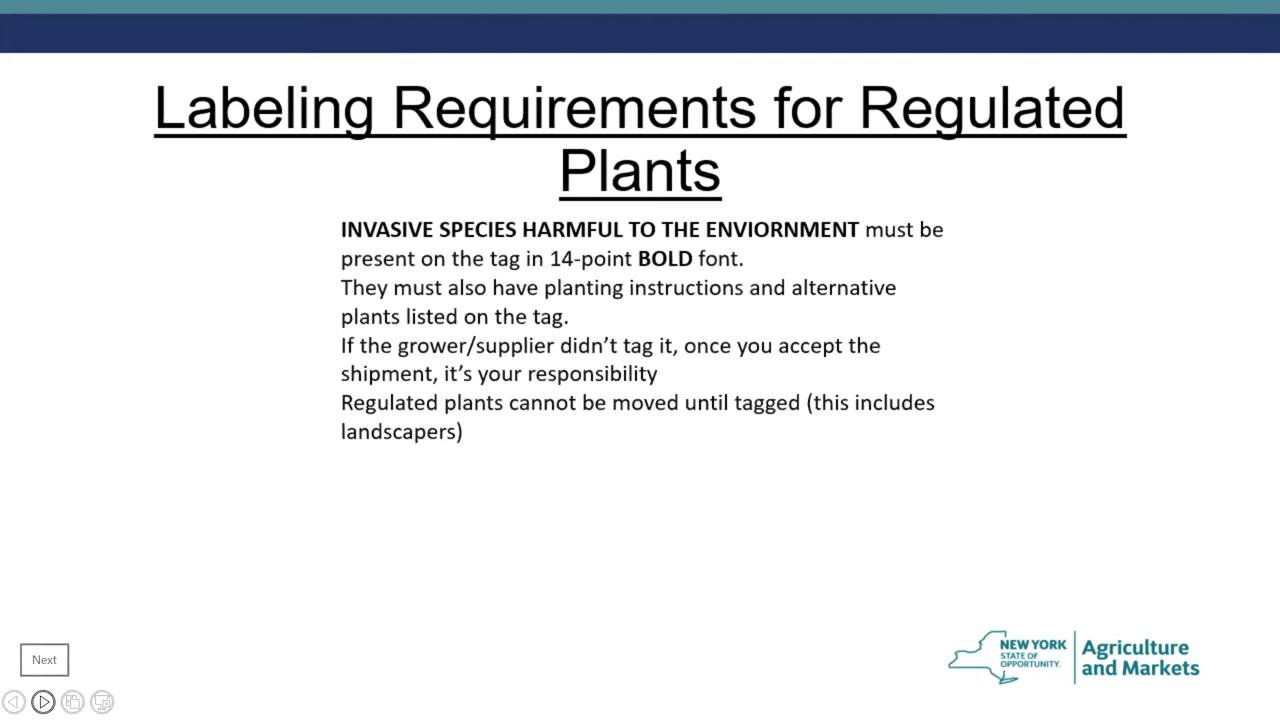 Labeling Requirements for Regulated
Plants
INVASIVE SPECIES HARMFUL TO THE ENVIORNMENT must be
present on the tag in 14-point BOLD font.
They must also have planting instructions and alternative
plants listed on the tag.
If the grower/supplier didn’t tag it, once you accept the
shipment, it’s your responsibility
Regulated plants cannot be moved until tagged (this includes
landscapers)
Next
NEW YORK
STATE OF
OPPORTUNITY.
Agriculture
and Markets